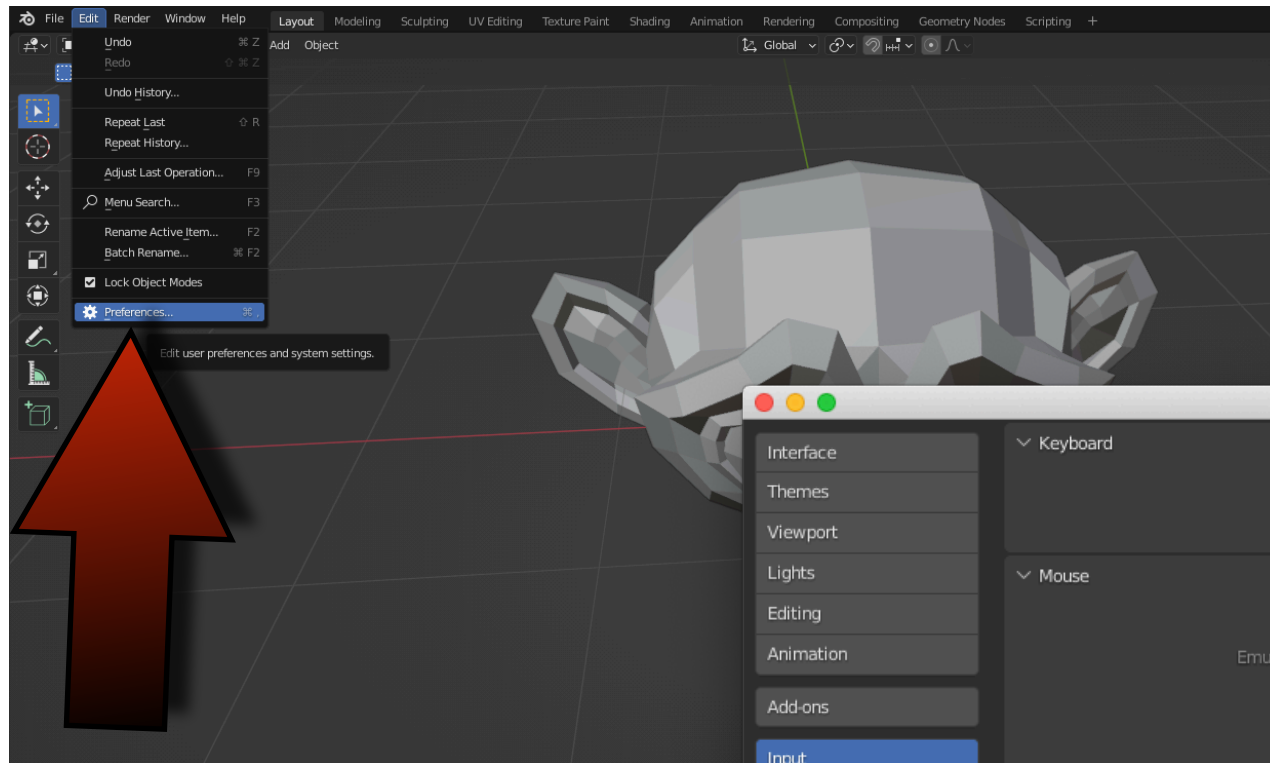 File Edit Render Window Help Layout Modeling Sculpting UV Editing Texture Paint Shading Animation Rendering Compositing Geometry Nodes Scripting +
Add Object Global
Undo ⌘ Z
Redo ⇧ ⌘ Z
Undo History...
Repeat Last ⇧ R
Repeat History...
Adjust Last Operation... F9
Menu Search... F3
Rename Active Item... F2
Batch Rename... ⌘ F2
Lock Object Modes
Preferences... ⌘ ,
Edit user preferences and system settings.
Interface
Themes
Viewport
Lights
Editing
Animation
Add-ons
Input
Keyboard
Mouse
Emu